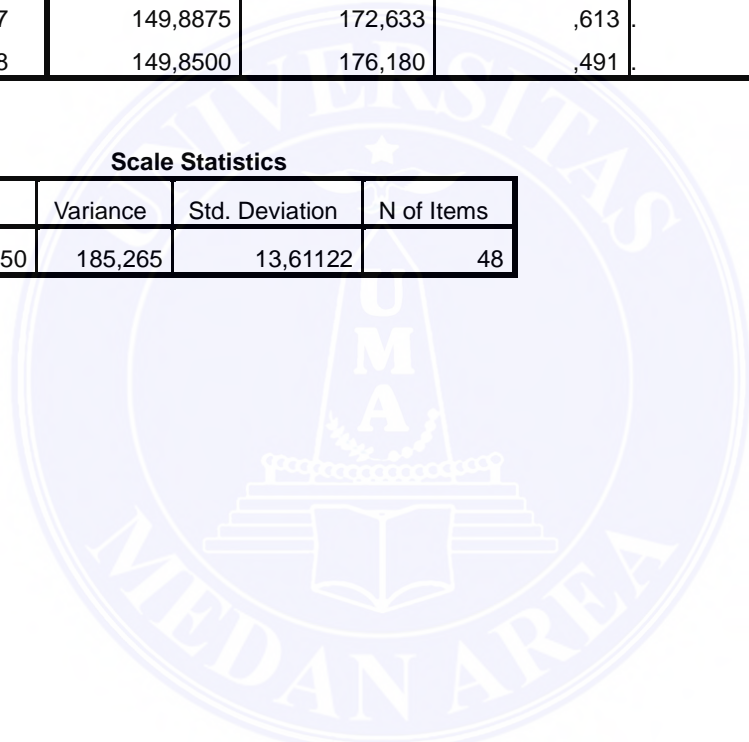 7 149,8875 172,633 ,613 .
8 149,8500 176,180 ,491 .
Scale Statistics
Variance Std. Deviation N of Items
50 185,265 13,61122 48
UNIVERSITAS
UMA
MEDAN AREA